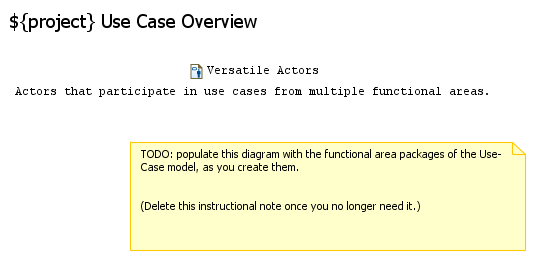 ${project} Use Case Overview
Versatile Actors
Actors that participate in use cases from multiple functional areas.
TODO: populate this diagram with the functional area packages of the Use-
Case model, as you create them.
(Delete this instructional note once you no longer need it.)